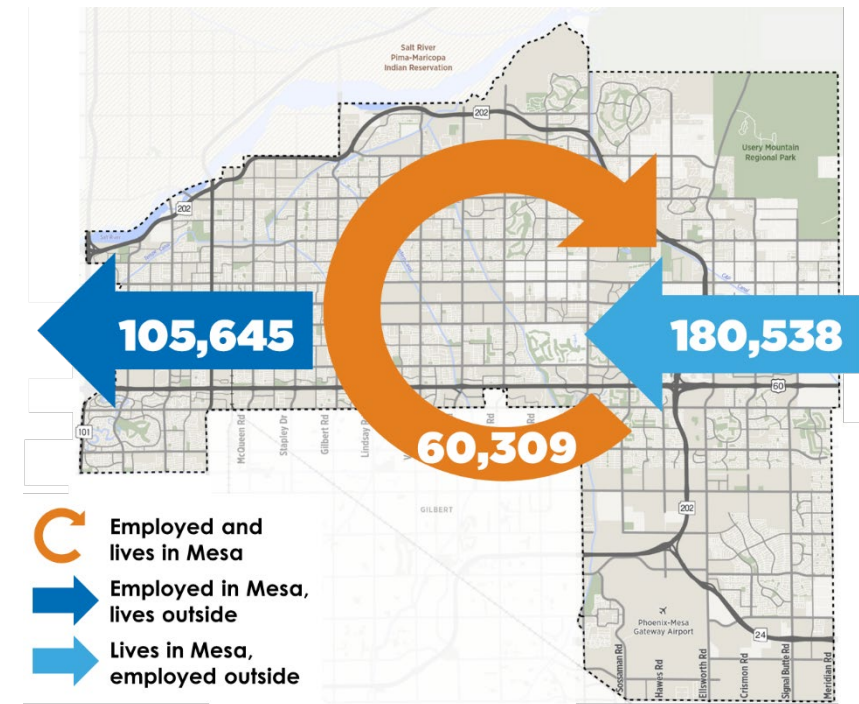 Salt River
Pima-Maricopa
Indian Reservation
202
Usery Mountain
Regional Park
202
105,645
180,538
60
101
McQueen Rd
Stapley Dr
Gilbert Rd
Lindsay
Rd
Rd
60,309
GILBERT
202
Employed and
lives in Mesa
Employed in Mesa,
lives outside
Lives in Mesa,
employed outside
Phoenix-Mesa
Gateway Airport
24
Sossaman Rd
Hawes Rd
Ellsworth Rd
Crismon Rd
Signal Butte Rd
Meridian Rd